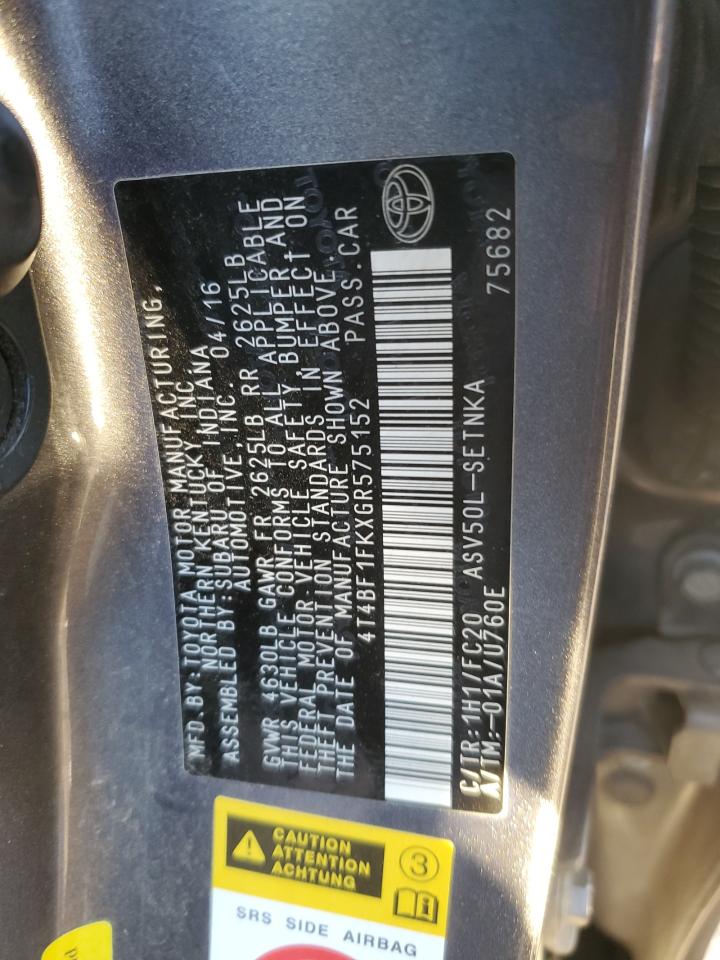 MFD.BY:TOYOTA MOTOR MANUFACTURING,
NORTHERN KENTUCKY INC
ASSEMBLED BY:SUBARU OF INDIANA
AUTOMOTIVE,INC. 04/16
GVWR 4630LB GAWR FR 2625LB RR 2625LB
THIS VEHICLE CONFORMS TO ALL APPLICABLE
FEDERAL MOTOR VEHICLE SAFETY,BUMPER AND
THEFT PREVENTION STANDARDS IN EFFECT ON
THE DATE OF MANUFACTURE SHOWN ABOVE.
4T4BF1FKXGR575152 PASS.CAR
C/TR:1H1/FC20 ASV50L-SETNKA 75682
A/TM:-01A/U760E
CAUTION
ATTENTION
ACHTUNG
3
SRS SIDE AIRBAG